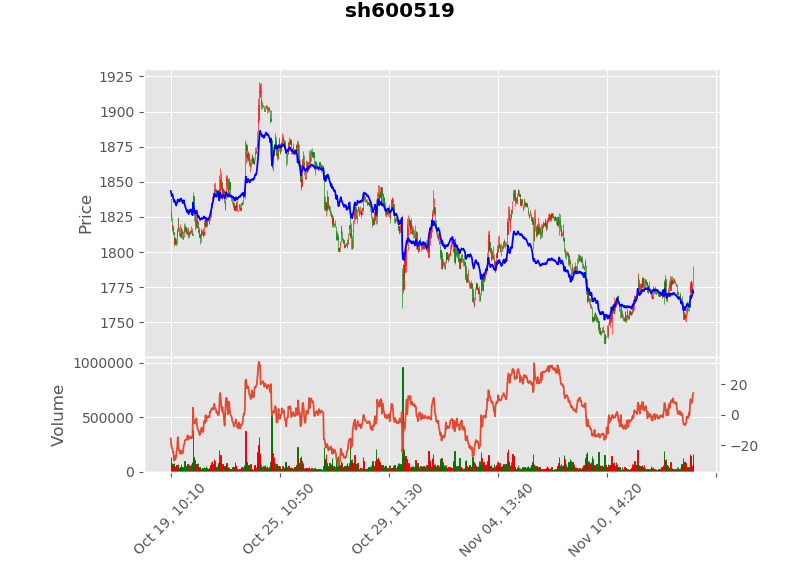 sh600519
Price
1925
1900
1875
1850
1825
1800
1775
1750
Volume
1000000
500000
0
20
0
−20
Oct 19, 10:10
Oct 25, 10:50
Oct 29, 11:30
Nov 04, 13:40
Nov 10, 14:20